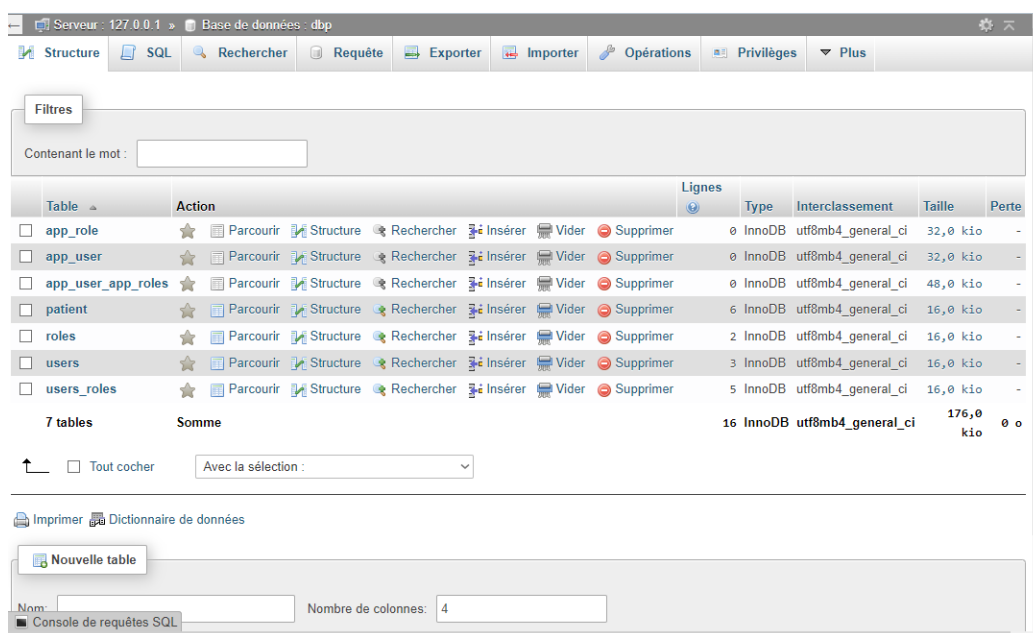 Serveur : 127.0.0.1 » Base de données : dbp
Structure SQL Rechercher Requête Exporter Importer Opérations Privilèges Plus
Filtres
Contenant le mot :
Table Action Lignes Type Interclassement Taille Perte
app_role Parcourir Structure Rechercher Insérer Vider Supprimer 0 InnoDB utf8mb4_general_ci 32,0 kio -
app_user Parcourir Structure Rechercher Insérer Vider Supprimer 0 InnoDB utf8mb4_general_ci 32,0 kio -
app_user_app_roles Parcourir Structure Rechercher Insérer Vider Supprimer 0 InnoDB utf8mb4_general_ci 48,0 kio -
patient Parcourir Structure Rechercher Insérer Vider Supprimer 6 InnoDB utf8mb4_general_ci 16,0 kio -
roles Parcourir Structure Rechercher Insérer Vider Supprimer 2 InnoDB utf8mb4_general_ci 16,0 kio -
users Parcourir Structure Rechercher Insérer Vider Supprimer 3 InnoDB utf8mb4_general_ci 16,0 kio -
users_roles Parcourir Structure Rechercher Insérer Vider Supprimer 5 InnoDB utf8mb4_general_ci 16,0 kio -
7 tables Somme 16 InnoDB utf8mb4_general_ci 176,0 kio 0 o
Tout cocher Avec la sélection :
Imprimer Dictionnaire de données
Nouvelle table
Nom: Nombre de colonnes: 4
Console de requêtes SQL